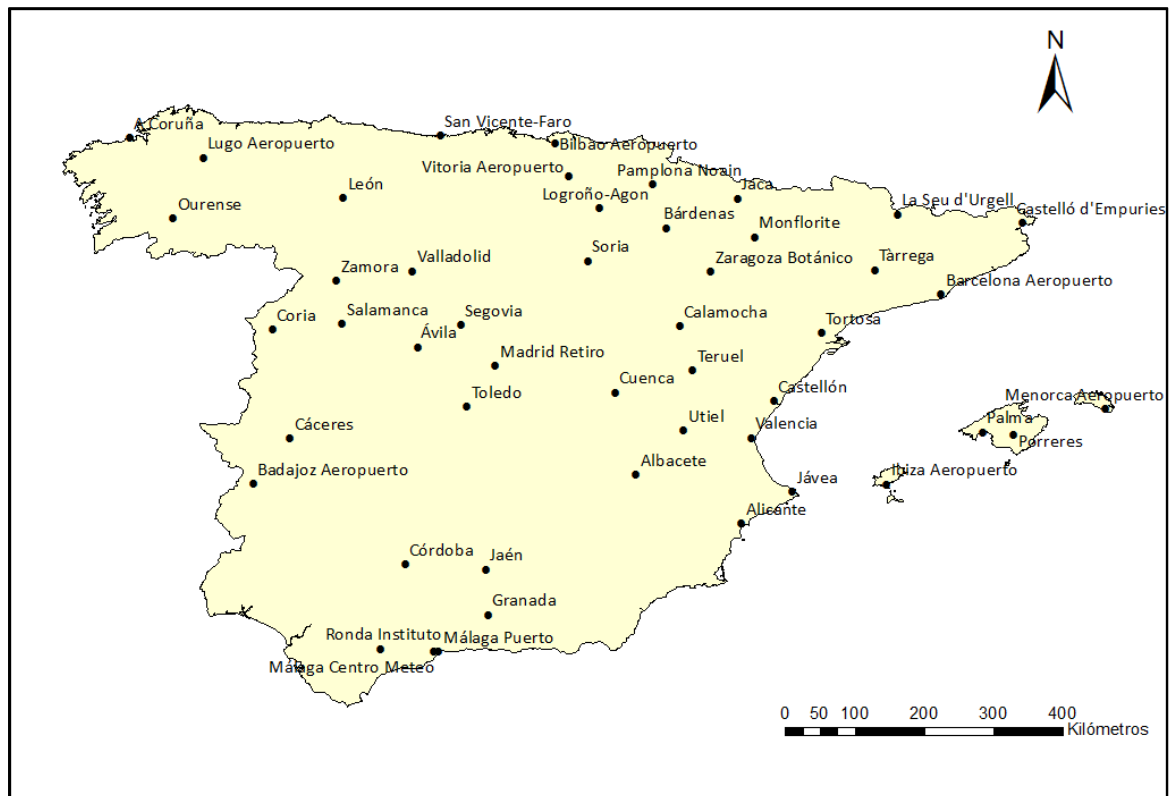 N
A Coruña
San Vicente-Faro
Lugo Aeropuerto
Bilbao Aeropuerto
Vitoria Aeropuerto
Pamplona Noain
León
Logroño-Agon
Jaca
La Seu d'Urgell
Ourense
Bárdenas
Castelló d'Empuries
Monflorite
Soria
Valladolid
Zaragoza Botánico
Tàrrega
Zamora
Barcelona Aeropuerto
Salamanca
Segovia
Calamocha
Coria
Tortosa
Ávila
Madrid Retiro
Teruel
Cuenca
Toledo
Castellón
Menorca Aeropuerto
Cáceres
Utiel
Valencia
Palma
Porreres
Badajoz Aeropuerto
Albacete
Ibiza Aeropuerto
Jávea
Alicante
Córdoba
Jaén
Granada
Ronda Instituto
Málaga Puerto
Málaga Centro Meteo
0 50 100 200 300 400
Kilómetros